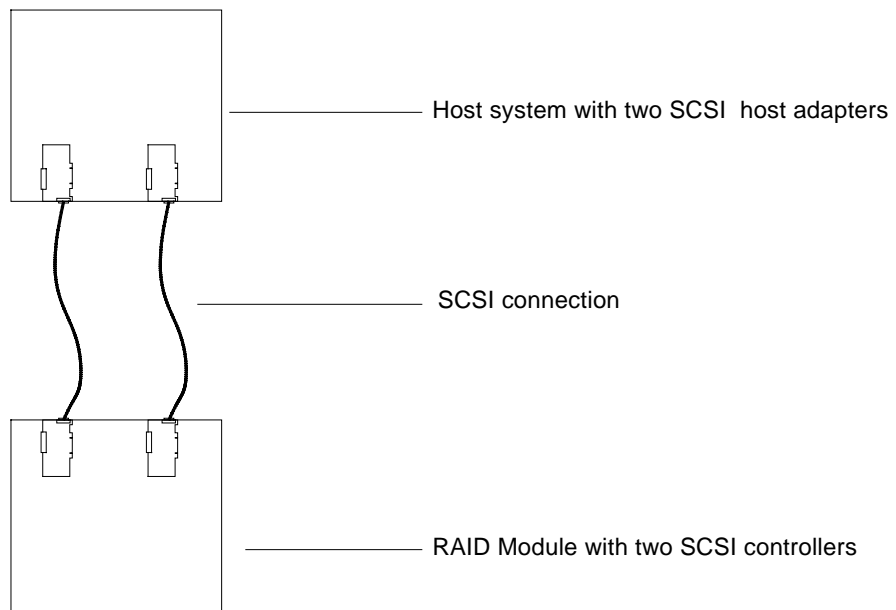 Host system with two SCSI host adapters
SCSI connection
RAID Module with two SCSI controllers